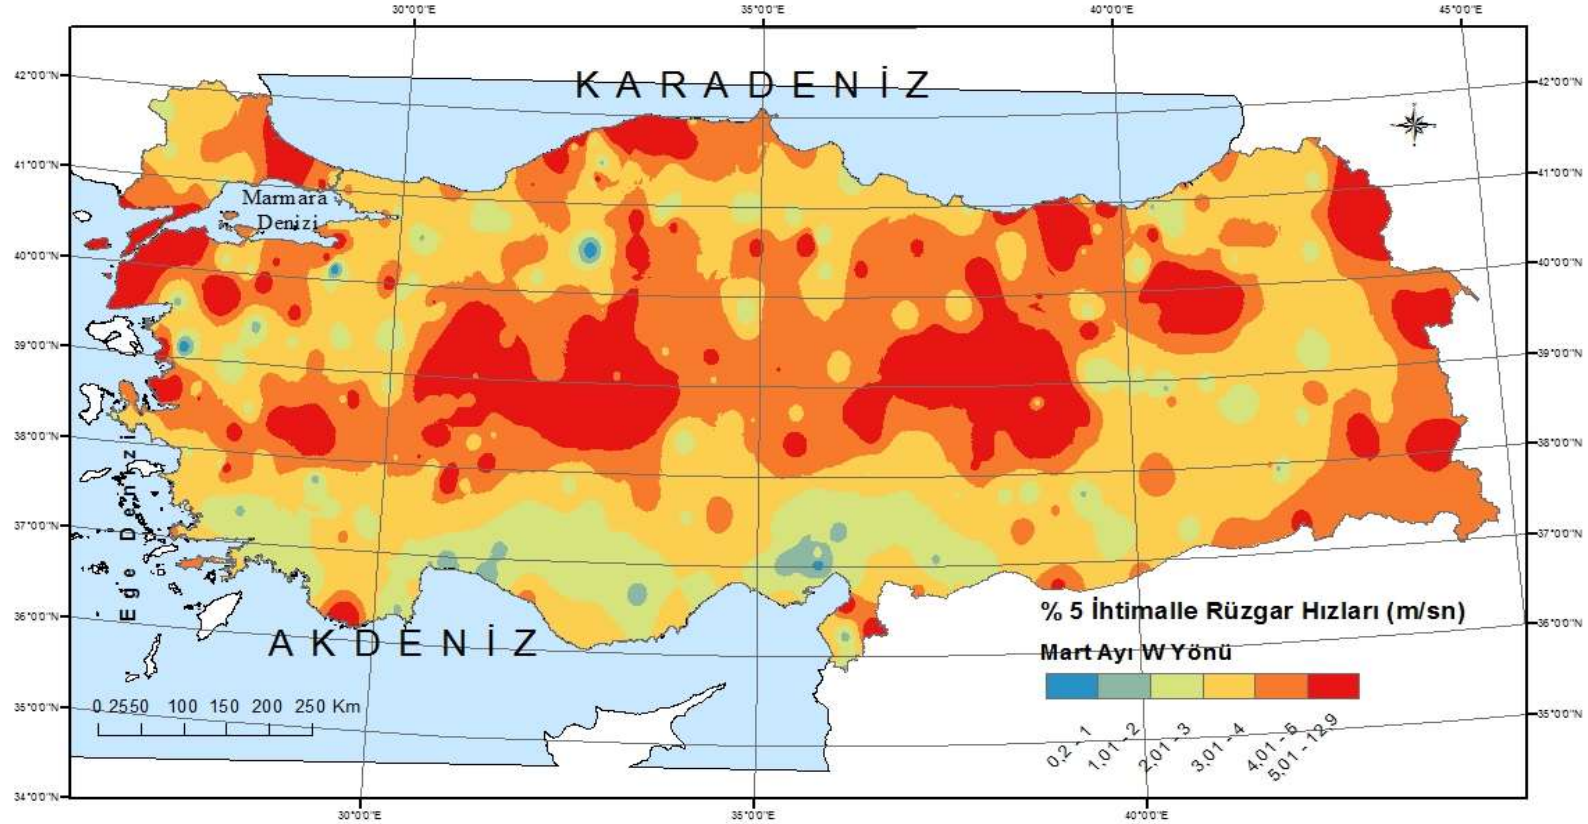 30°0'0"E 35°0'0"E 40°0'0"E 45°0'0"E
42°0'0"N 42°0'0"N
KARADENİZ
41°0'0"N 41°0'0"N
Marmara
Denizi
40°0'0"N 40°0'0"N
39°0'0"N 39°0'0"N
38°0'0"N 38°0'0"N
Ege Denizi
37°0'0"N 37°0'0"N
36°0'0"N 36°0'0"N
AKDENİZ
% 5 İhtimalle Rüzgar Hızları (m/sn)
Mart Ayı W Yönü
0,2 - 1 1,01 - 2 2,01 - 3 3,01 - 4 4,01 - 5 5,01 - 12,9
0 2550 100 150 200 250 Km
35°0'0"N 35°0'0"N
34°0'0"N
30°0'0"E 35°0'0"E 40°0'0"E